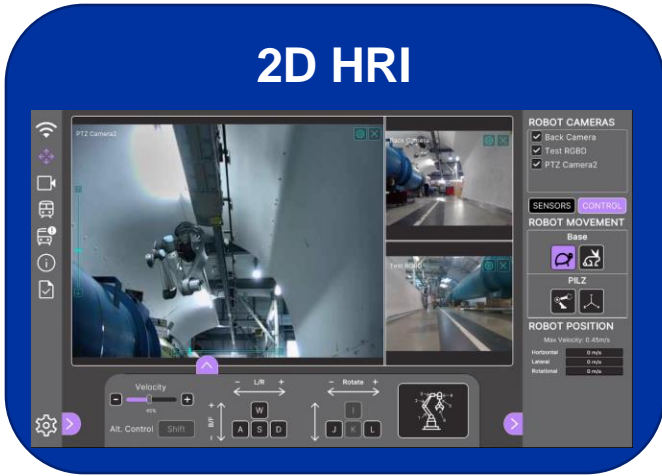 2D HRI
PTZ Camera2
Back Camera
Test RGBD
ROBOT CAMERAS
Back Camera
Test RGBD
PTZ Camera2
SENSORS CONTROL
ROBOT MOVEMENT
Base
PILZ
ROBOT POSITION
Max Velocity: 0.45m/s
Horizontal 0 m/s
Lateral 0 m/s
Rotational 0 m/s
Velocity
- +
40%
Alt. Control Shift
- L/R +
+ B/F -
W
A S D
- Rotate +
I
J K L